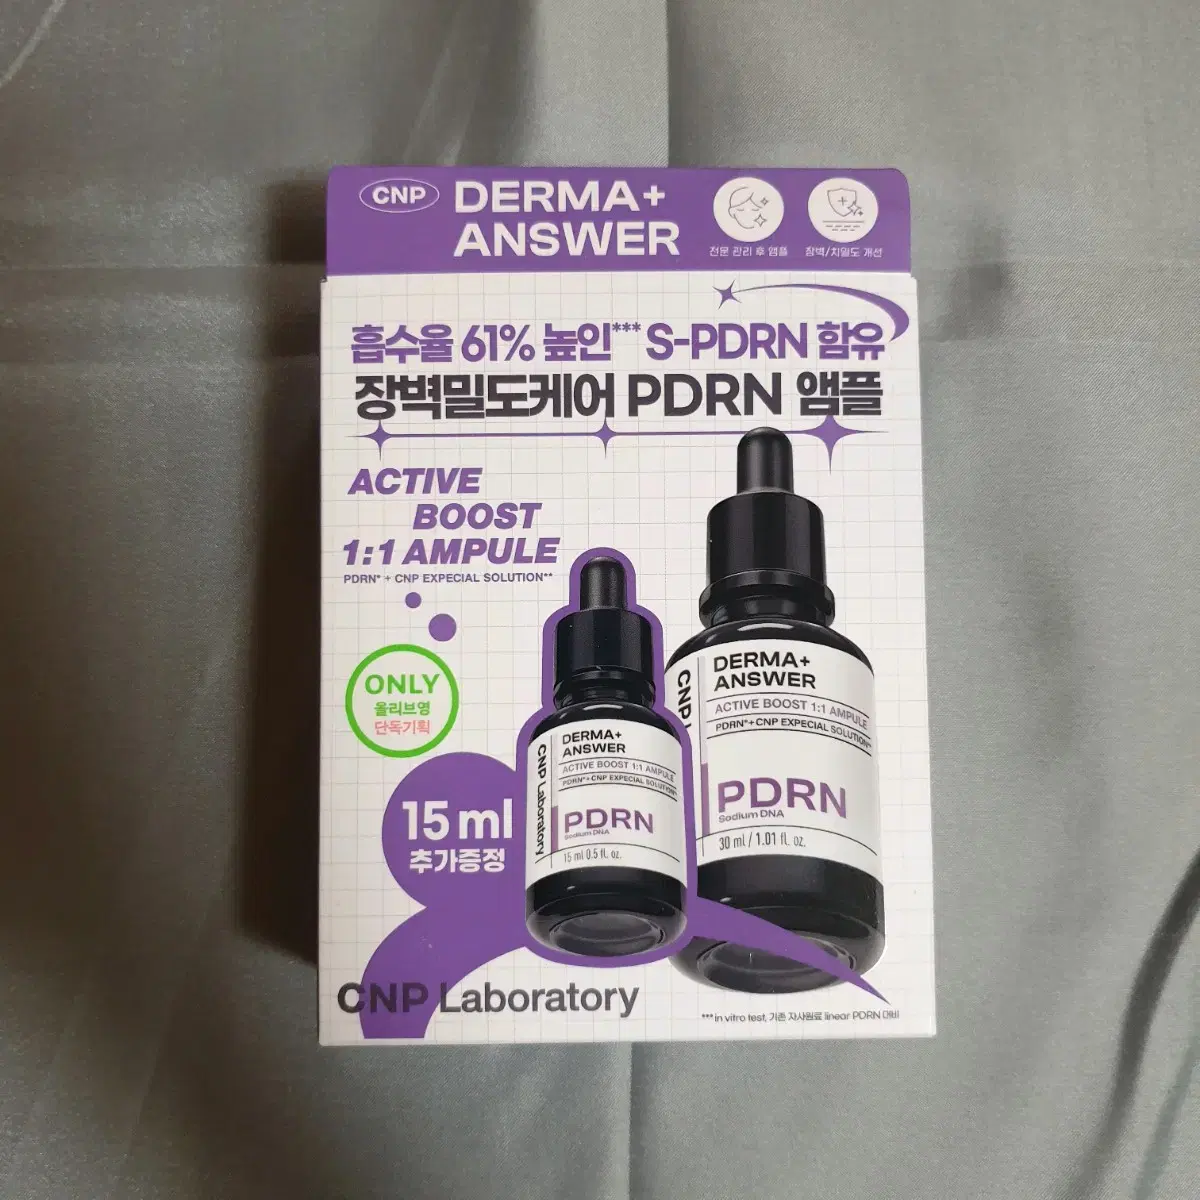 CNP
DERMA+
ANSWER
전문 관리 후 앰플
장벽/치밀도 개선
흡수율 61% 높인*** S-PDRN 함유
장벽밀도케어 PDRN 앰플
ACTIVE
BOOST
1:1 AMPULE
PDRN* + CNP EXPECIAL SOLUTION**
ONLY
올리브영
단독기획
15 ml
추가증정
CNP Laboratory
DERMA+
ANSWER
ACTIVE BOOST 1:1 AMPULE
PDRN*+CNP EXPECIAL SOLUTION**
PDRN
Sodium DNA
15 ml 0.5 fl. oz.
CNP
DERMA+
ANSWER
ACTIVE BOOST 1:1 AMPULE
PDRN*+CNP EXPECIAL SOLUTION**
PDRN
Sodium DNA
30 ml / 1.01 fl. oz.
CNP Laboratory
*** in vitro test, 기존 자사원료 linear PDRN 대비